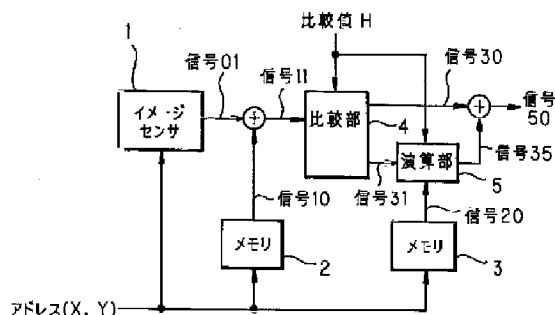 比較値 H
1
信号01
信号11
信号30
信号
50
イメージ
センサ
比較部
4
信号35
演算部
5
信号31
信号10
信号20
メモリ
2
メモリ
3
アドレス(X, Y)